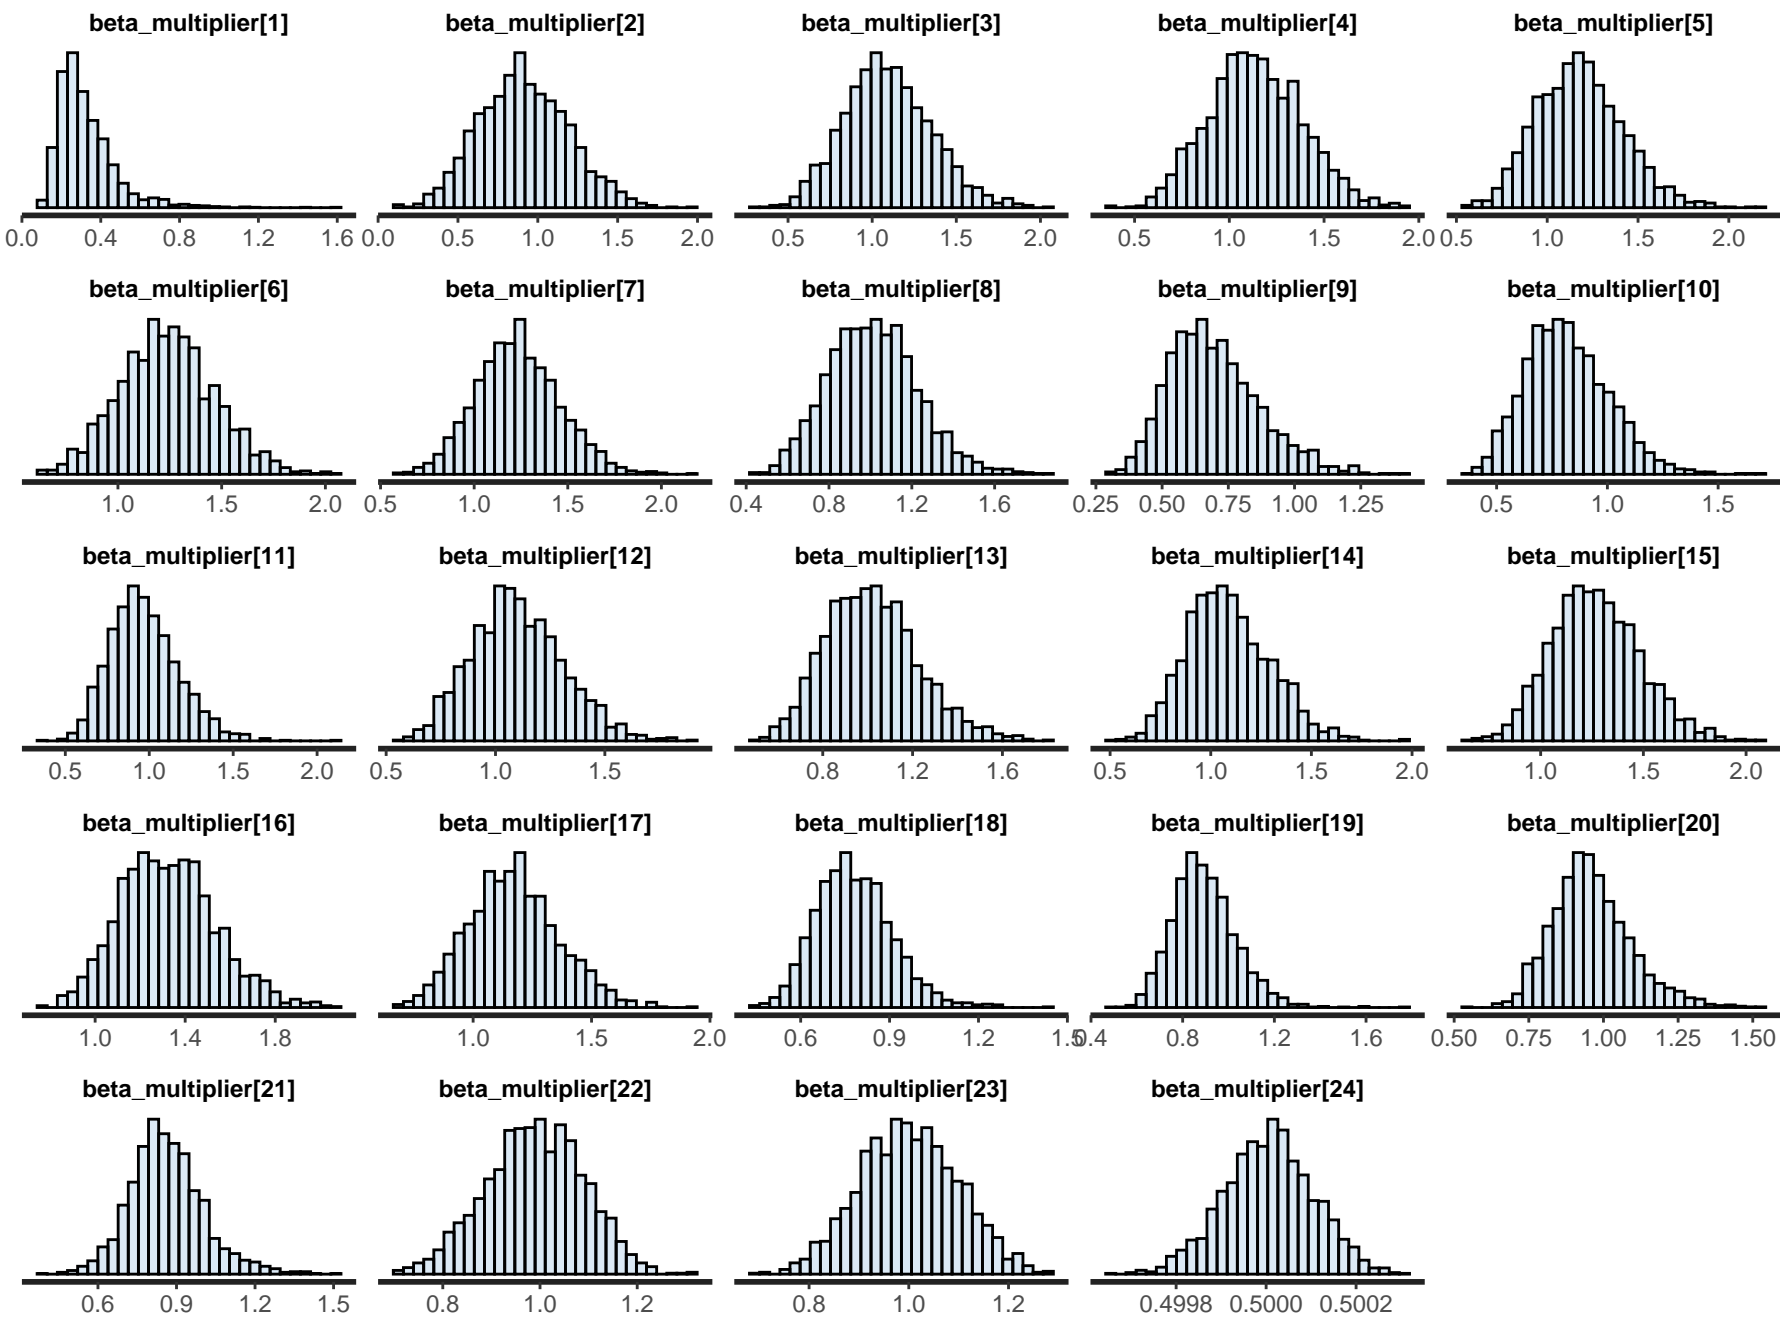 beta_multiplier[1] beta_multiplier[2] beta_multiplier[3] beta_multiplier[4] beta_multiplier[5]
0.0 0.4 0.8 1.2 1.6 0.0 0.5 1.0 1.5 2.0 0.5 1.0 1.5 2.0 0.5 1.0 1.5 2.0 0.5 1.0 1.5 2.0
beta_multiplier[6] beta_multiplier[7] beta_multiplier[8] beta_multiplier[9] beta_multiplier[10]
1.0 1.5 2.0 0.5 1.0 1.5 2.0 0.4 0.8 1.2 1.6 0.25 0.50 0.75 1.00 1.25 0.5 1.0 1.5
beta_multiplier[11] beta_multiplier[12] beta_multiplier[13] beta_multiplier[14] beta_multiplier[15]
0.5 1.0 1.5 2.0 0.5 1.0 1.5 0.8 1.2 1.6 0.5 1.0 1.5 2.0 1.0 1.5 2.0
beta_multiplier[16] beta_multiplier[17] beta_multiplier[18] beta_multiplier[19] beta_multiplier[20]
1.0 1.4 1.8 1.0 1.5 2.0 0.6 0.9 1.2 1.5 0.4 0.8 1.2 1.6 0.50 0.75 1.00 1.25 1.50
beta_multiplier[21] beta_multiplier[22] beta_multiplier[23] beta_multiplier[24]
0.6 0.9 1.2 1.5 0.8 1.0 1.2 0.8 1.0 1.2 0.4998 0.5000 0.5002